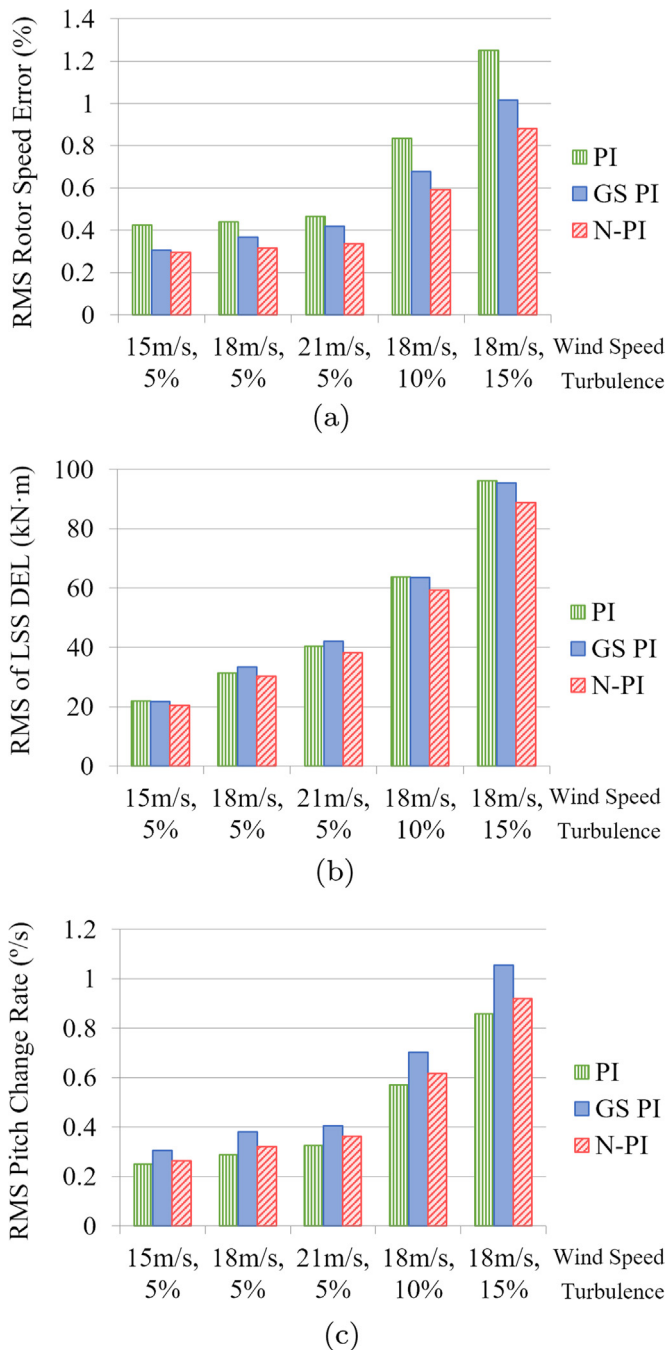 RMS Rotor Speed Error (%)
1.4
1.2
1
0.8
0.6
0.4
0.2
0
PI
GS PI
N-PI
15m/s, 18m/s, 21m/s, 18m/s, 18m/s, Wind Speed
5% 5% 5% 10% 15% Turbulence
(a)
RMS of LSS DEL (kN·m)
100
80
60
40
20
0
PI
GS PI
N-PI
15m/s, 18m/s, 21m/s, 18m/s, 18m/s, Wind Speed
5% 5% 5% 10% 15% Turbulence
(b)
RMS Pitch Change Rate (º/s)
1.2
1
0.8
0.6
0.4
0.2
0
PI
GS PI
N-PI
15m/s, 18m/s, 21m/s, 18m/s, 18m/s, Wind Speed
5% 5% 5% 10% 15% Turbulence
(c)